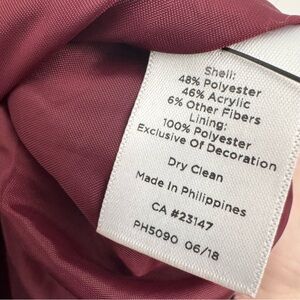 Shell:
48% Polyester
46% Acrylic
6% Other Fibers
Lining:
100% Polyester
Exclusive Of Decoration
Dry Clean
Made In Philippines
CA #23147
PH5090 06/18